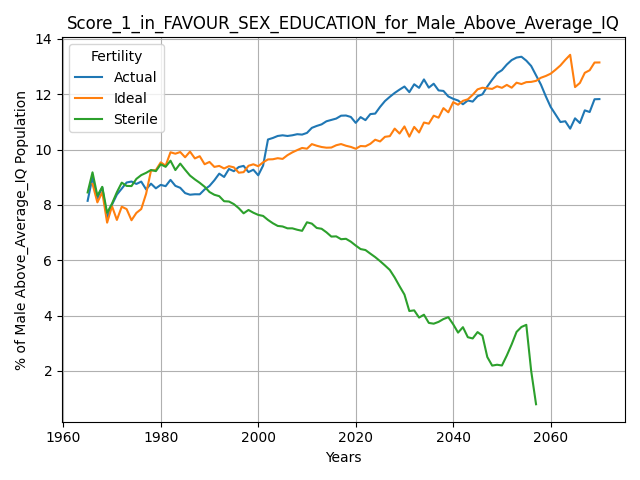 Score_1_in_FAVOUR_SEX_EDUCATION_for_Male_Above_Average_IQ
% of Male Above_Average_IQ Population
14
12
10
8
6
4
2
Fertility
Actual
Ideal
Sterile
1960 1980 2000 2020 2040 2060
Years